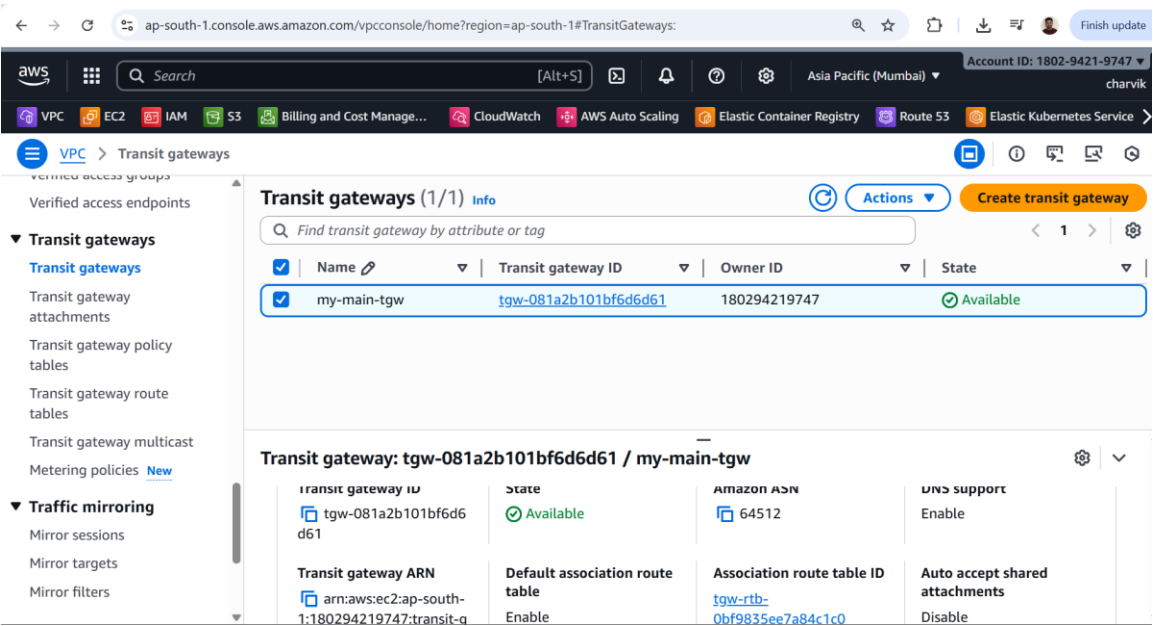 ap-south-1.console.aws.amazon.com/vpcconsole/home?region=ap-south-1#TransitGateways:
Finish update
aws
Search
[Alt+S]
Asia Pacific (Mumbai)
Account ID: 1802-9421-9747
charvik
VPC EC2 IAM S3 Billing and Cost Manage... CloudWatch AWS Auto Scaling Elastic Container Registry Route 53 Elastic Kubernetes Service
VPC > Transit gateways
Verified access groups
Verified access endpoints
Transit gateways
Transit gateways
Transit gateway
attachments
Transit gateway policy
tables
Transit gateway route
tables
Transit gateway multicast
Metering policies New
Traffic mirroring
Mirror sessions
Mirror targets
Mirror filters
Transit gateways (1/1) Info
Actions
Create transit gateway
Find transit gateway by attribute or tag
1
Name Transit gateway ID Owner ID State
my-main-tgw tgw-081a2b101bf6d6d61 180294219747 Available
Transit gateway: tgw-081a2b101bf6d6d61 / my-main-tgw
Transit gateway ID State Amazon ASN DNS support
tgw-081a2b101bf6d6 Available 64512 Enable
d61
Transit gateway ARN Default association route Association route table ID Auto accept shared
table attachments
arn:aws:ec2:ap-south- tgw-rtb-
1:180294219747:transit-g Enable 0bf9835ee7a84c1c0 Disable